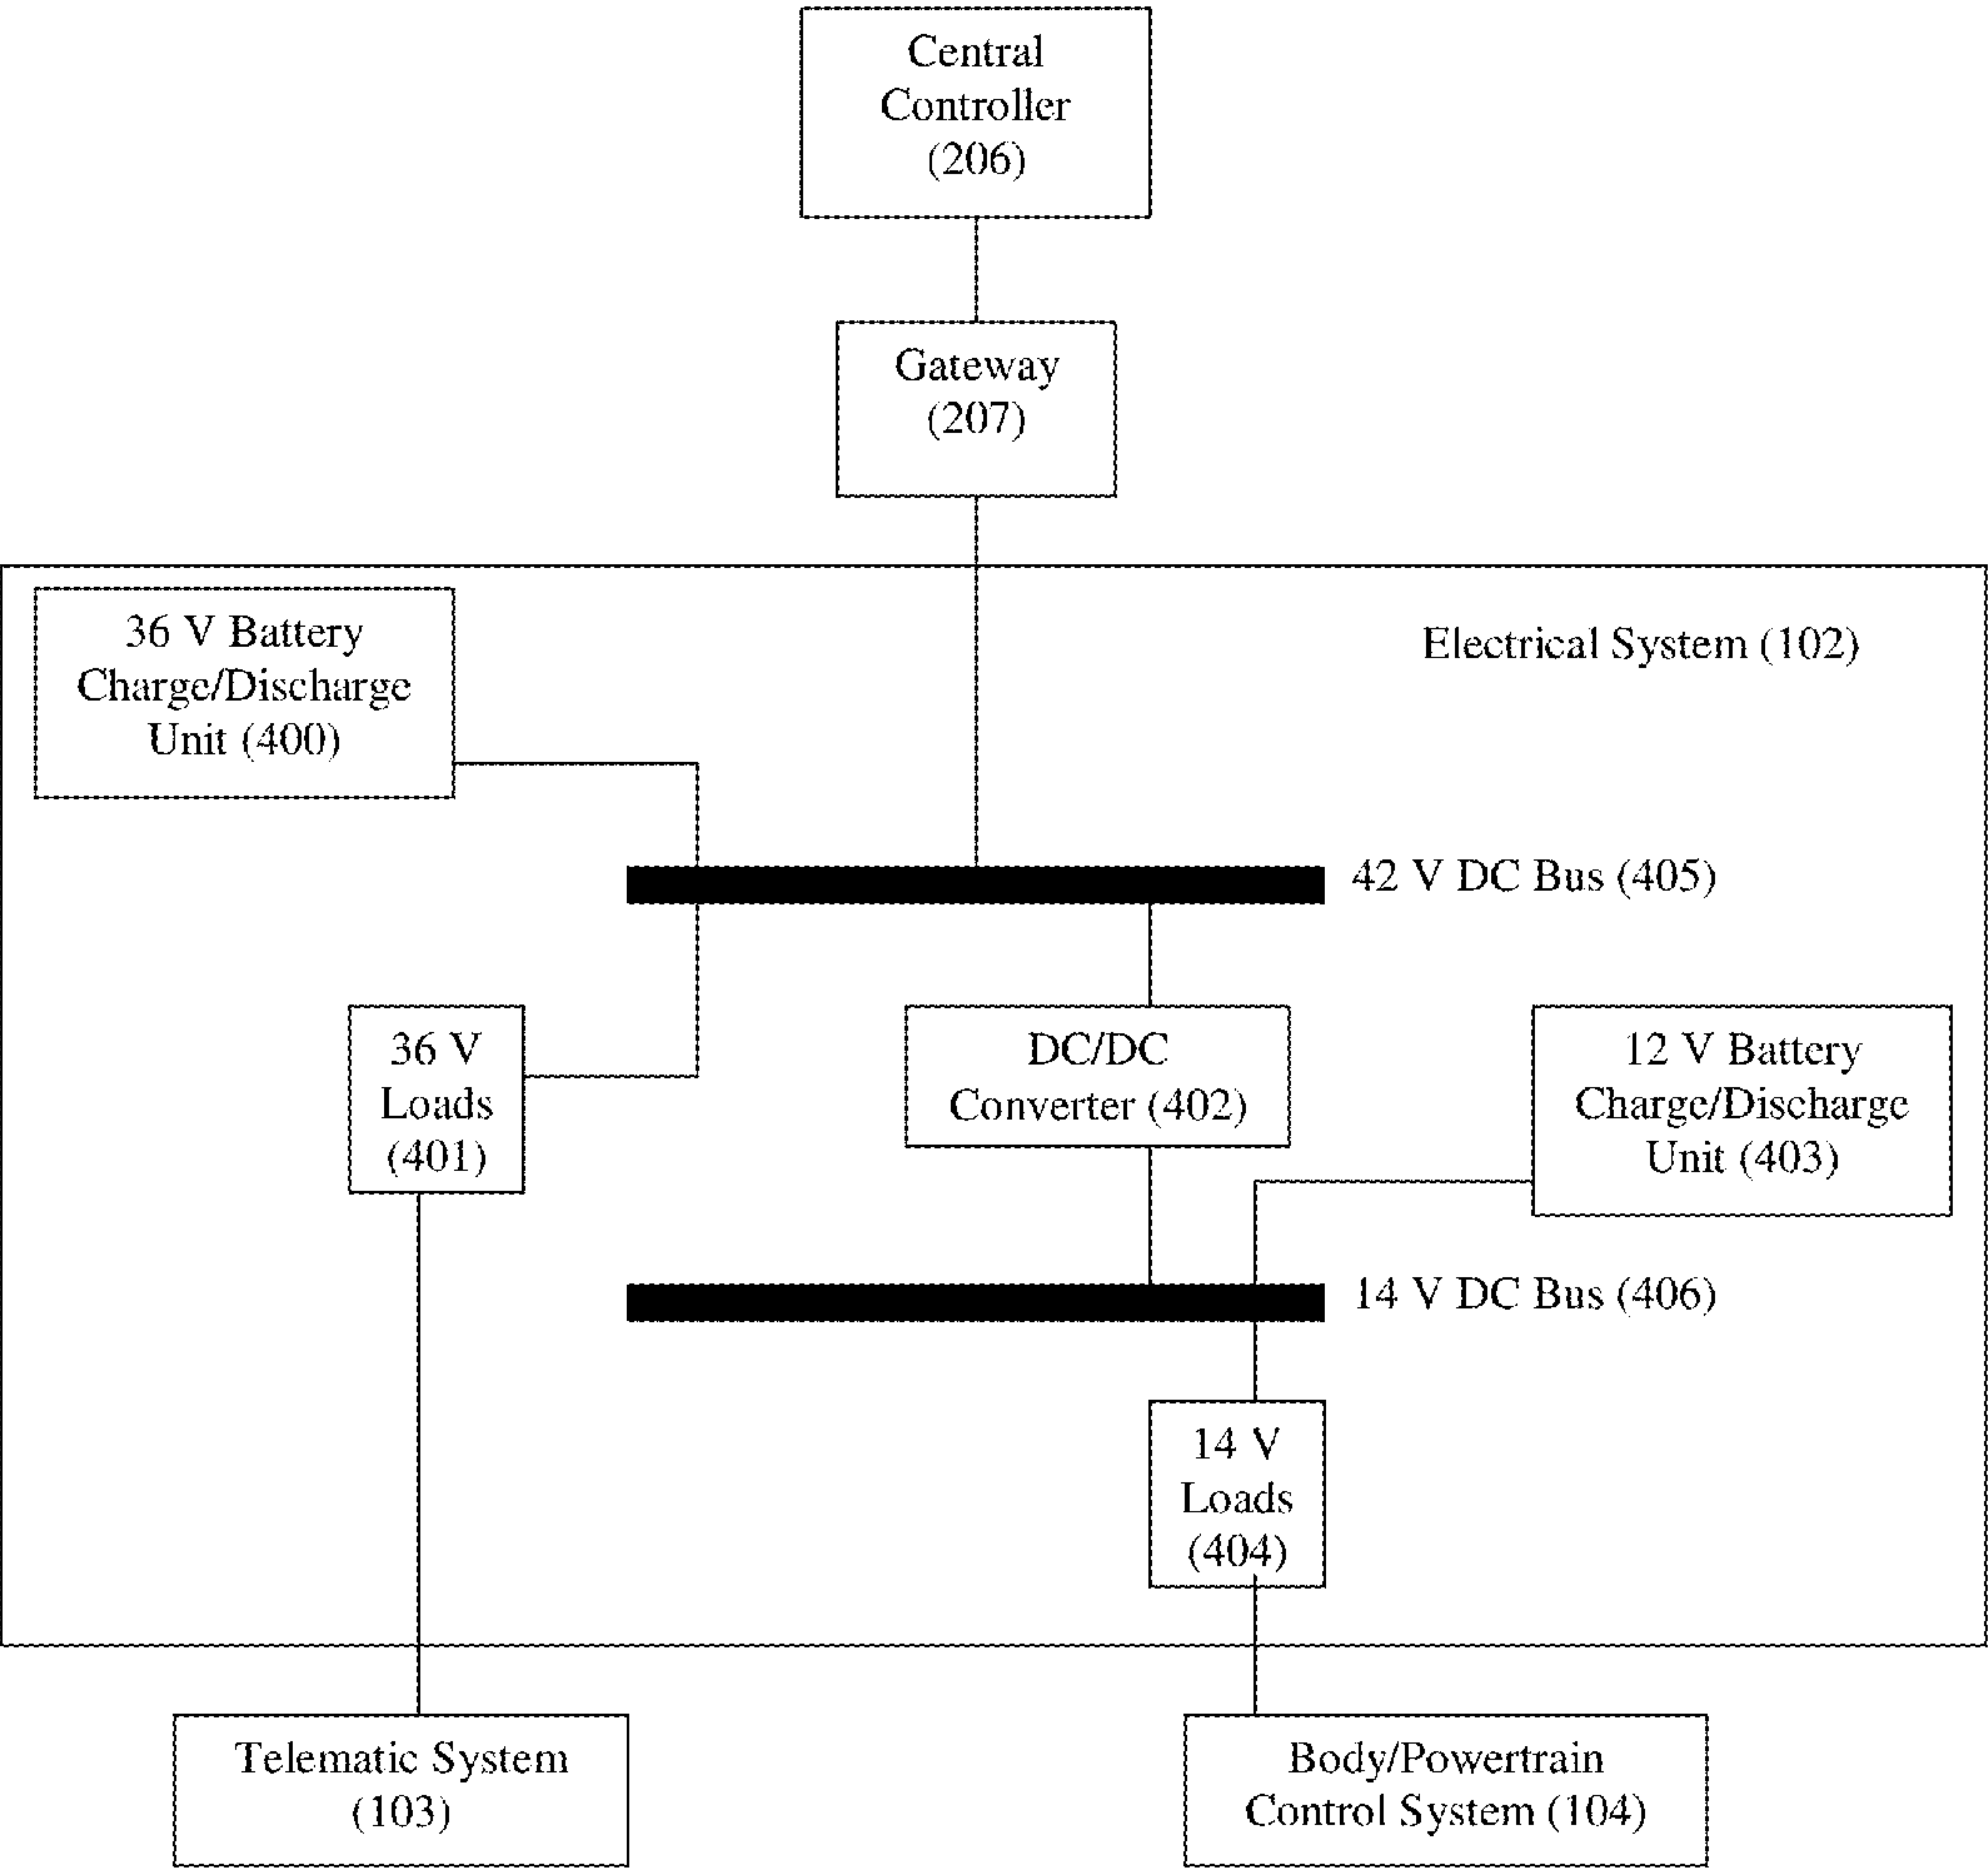 Central
Controller
(206)
Gateway
(207)
36 V Battery
Charge/Discharge
Unit (400)
Electrical System (102)
42 V DC Bus (405)
36 V
Loads
(401)
DC/DC
Converter (402)
12 V Battery
Charge/Discharge
Unit (403)
14 V DC Bus (406)
14 V
Loads
(404)
Telematic System
(103)
Body/Powertrain
Control System (104)